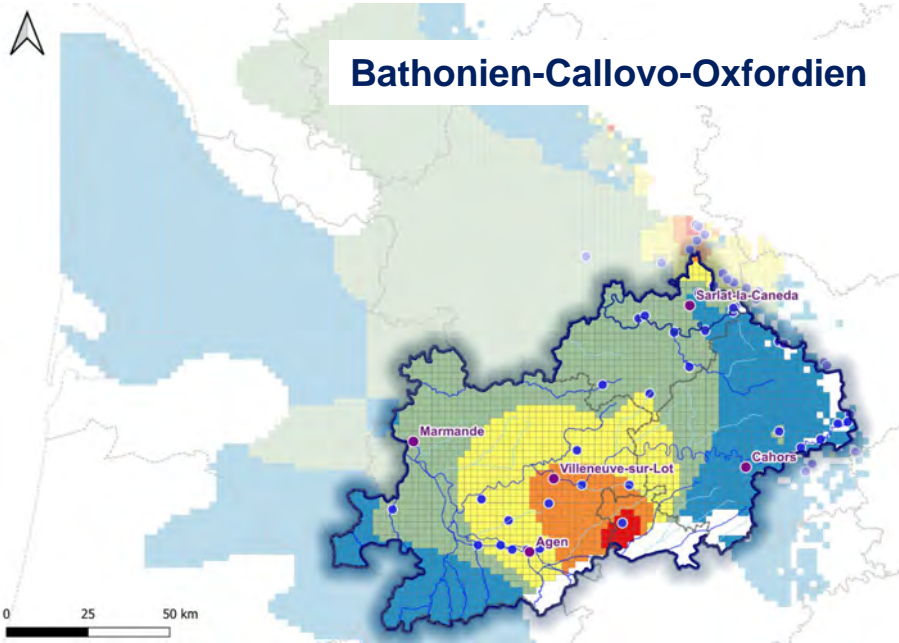 Bathonien-Callovo-Oxfordien
Sarlat-la-Caneda
Marmande
Villeneuve-sur-Lot
Cahors
Agen
0 25 50 km